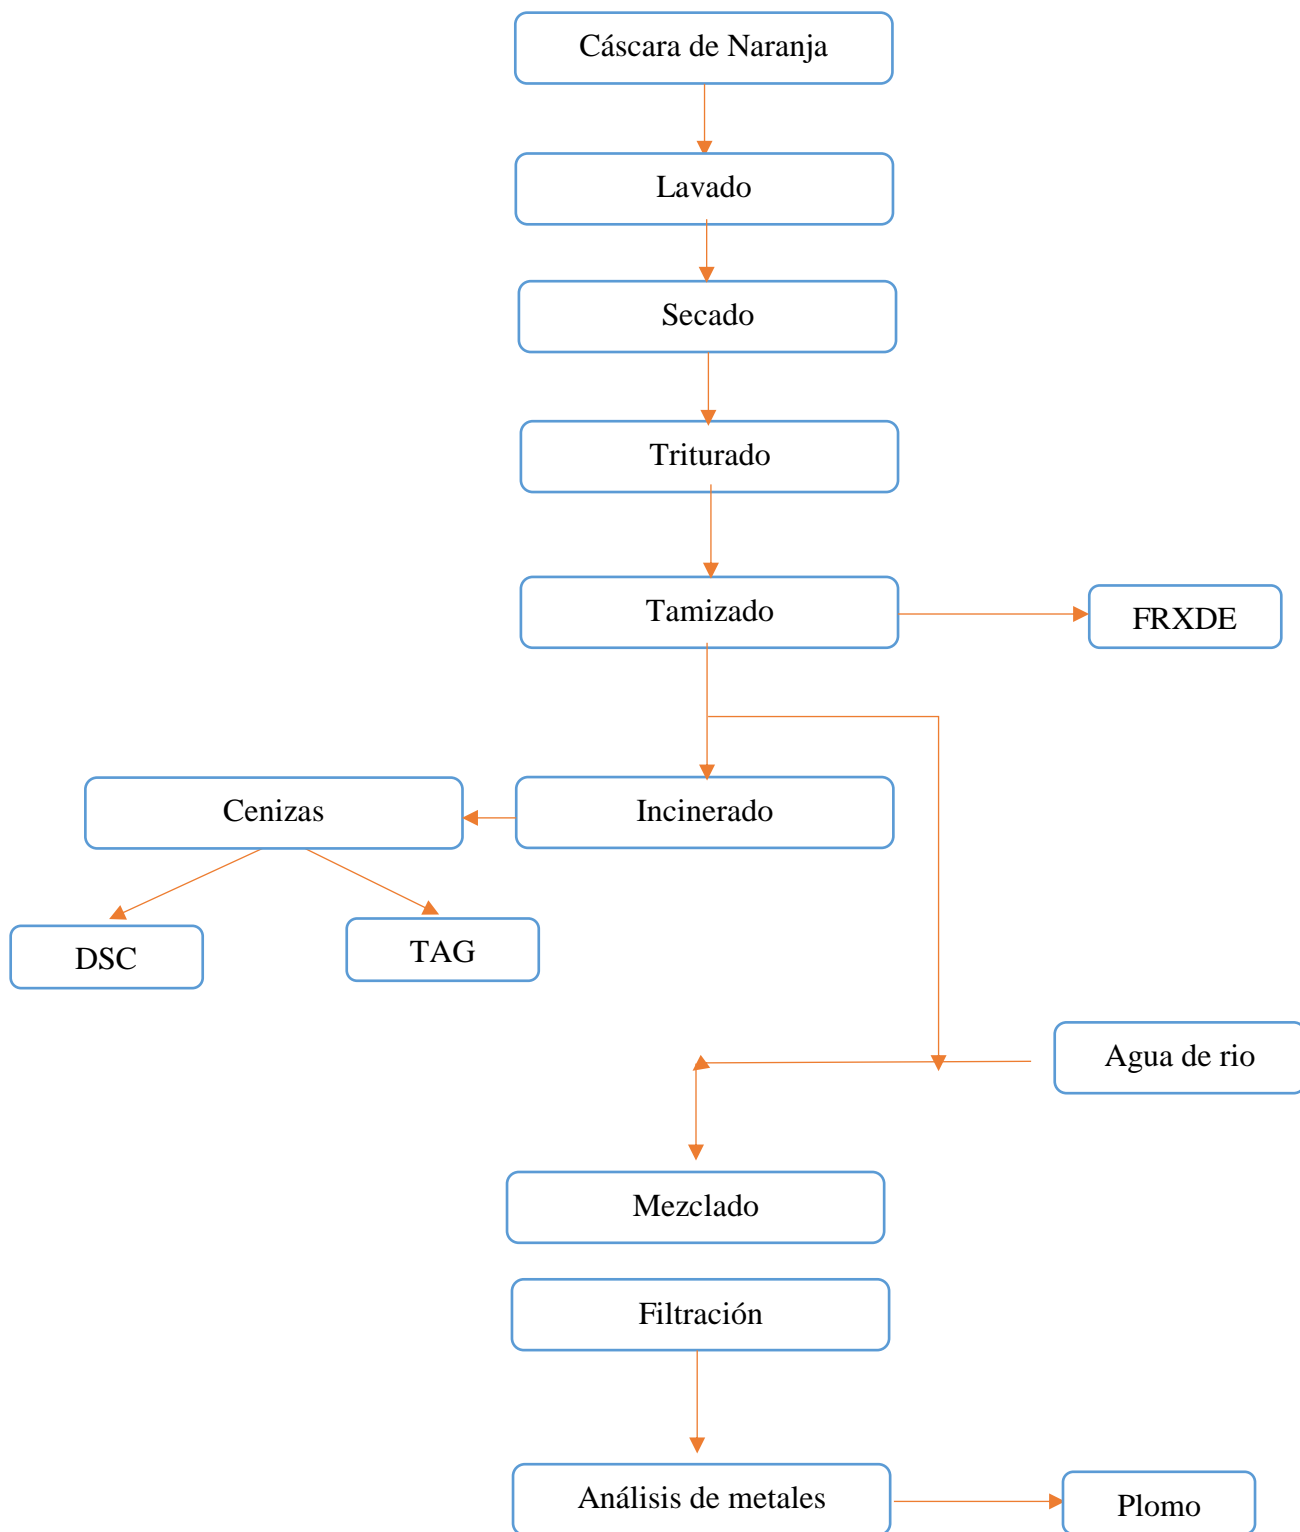 Cáscara de Naranja
Lavado
Secado
Triturado
Tamizado
FRXDE
Cenizas
Incinerado
DSC
TAG
Agua de rio
Mezclado
Filtración
Análisis de metales
Plomo